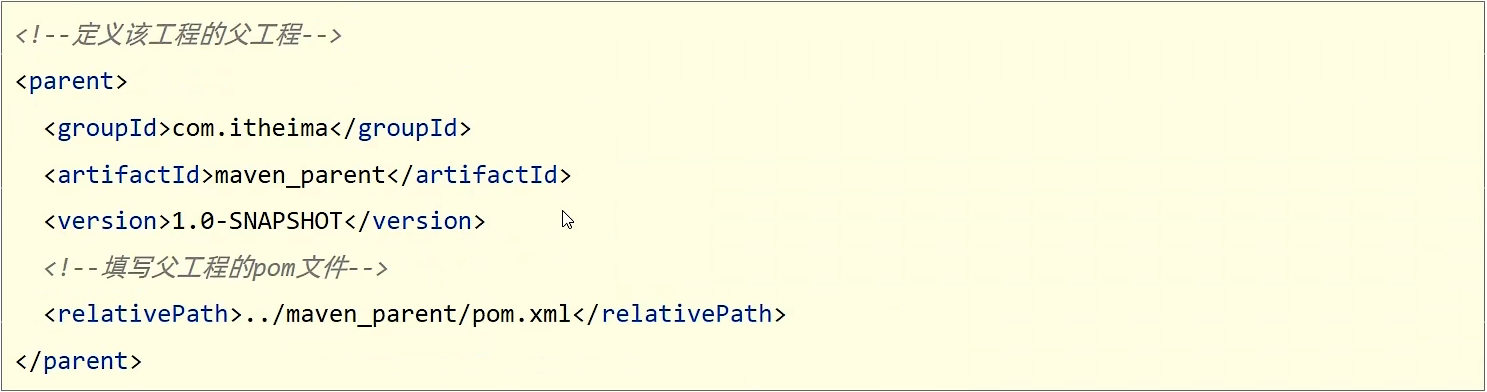 <!--定义该工程的父工程-->
<parent>
<groupId>com.itheima</groupId>
<artifactId>maven_parent</artifactId>
<version>1.0-SNAPSHOT</version>
<!--填写父工程的pom文件-->
<relativePath>../maven_parent/pom.xml</relativePath>
</parent>